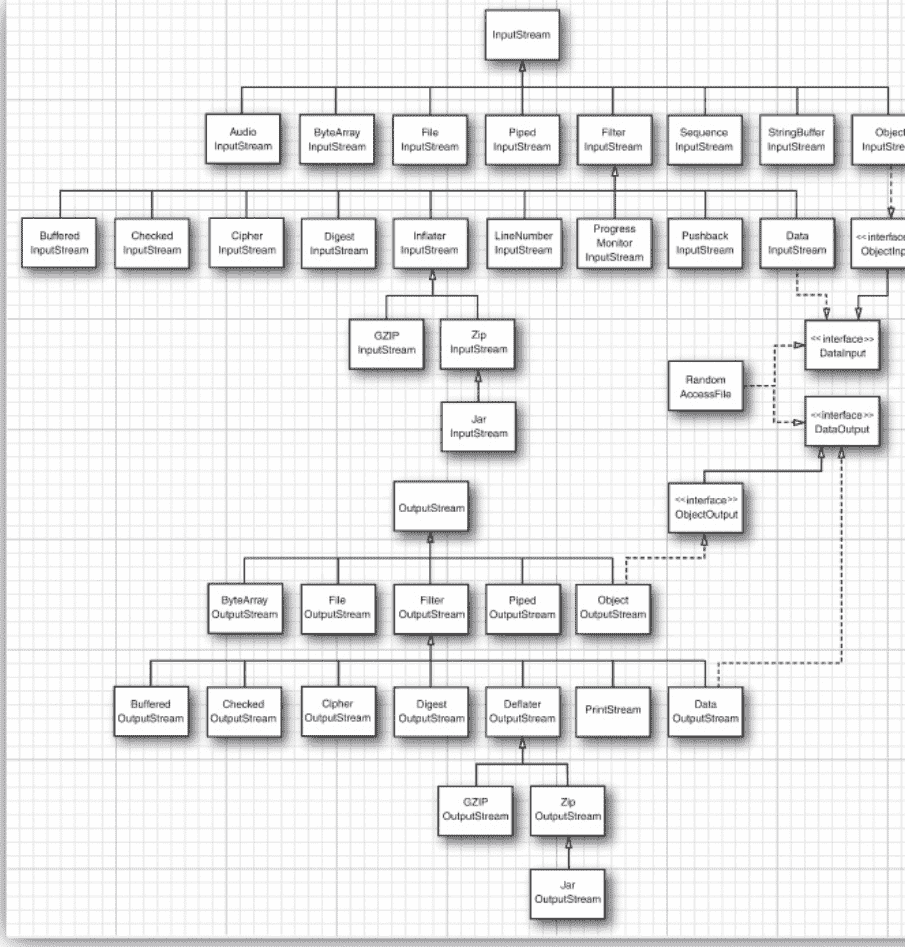 InputStream
Audio
InputStream
ByteArray
InputStream
File
InputStream
Piped
InputStream
Filter
InputStream
Sequence
InputStream
StringBuffer
InputStream
Object
InputStre
Buffered
InputStream
Checked
InputStream
Cipher
InputStream
Digest
InputStream
Inflater
InputStream
LineNumber
InputStream
Progress
Monitor
InputStream
Pushback
InputStream
Data
InputStream
<<interface
ObjectInp
GZIP
InputStream
Zip
InputStream
<<interface>>
DataInput
Random
AccessFile
Jar
InputStream
<<interface>>
DataOutput
OutputStream
<<interface>>
ObjectOutput
ByteArray
OutputStream
File
OutputStream
Filter
OutputStream
Piped
OutputStream
Object
OutputStream
Buffered
OutputStream
Checked
OutputStream
Cipher
OutputStream
Digest
OutputStream
Deflater
OutputStream
PrintStream
Data
OutputStream
GZIP
OutputStream
Zip
OutputStream
Jar
OutputStream